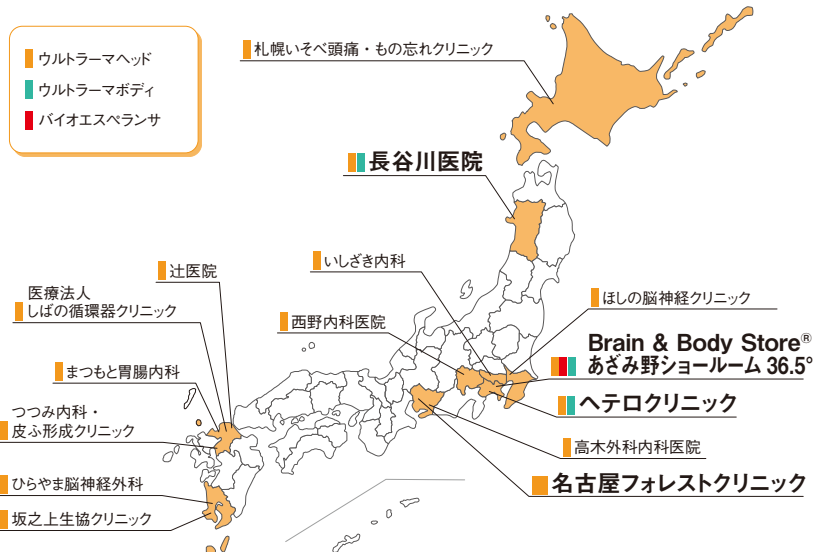 ウルトラーマヘッド
ウルトラーマボディ
バイオエスペランサ
札幌いそべ頭痛・もの忘れクリニック
長谷川医院
いしざき内科
辻医院
医療法人
しばの循環器クリニック
西野内科医院
ほしの脳神経クリニック
Brain & Body Store®
あざみ野ショールーム 36.5°
まつもと胃腸内科
ヘテロクリニック
つつみ内科・
皮ふ形成クリニック
高木外科内科医院
名古屋フォレストクリニック
ひらやま脳神経外科
坂之上生協クリニック